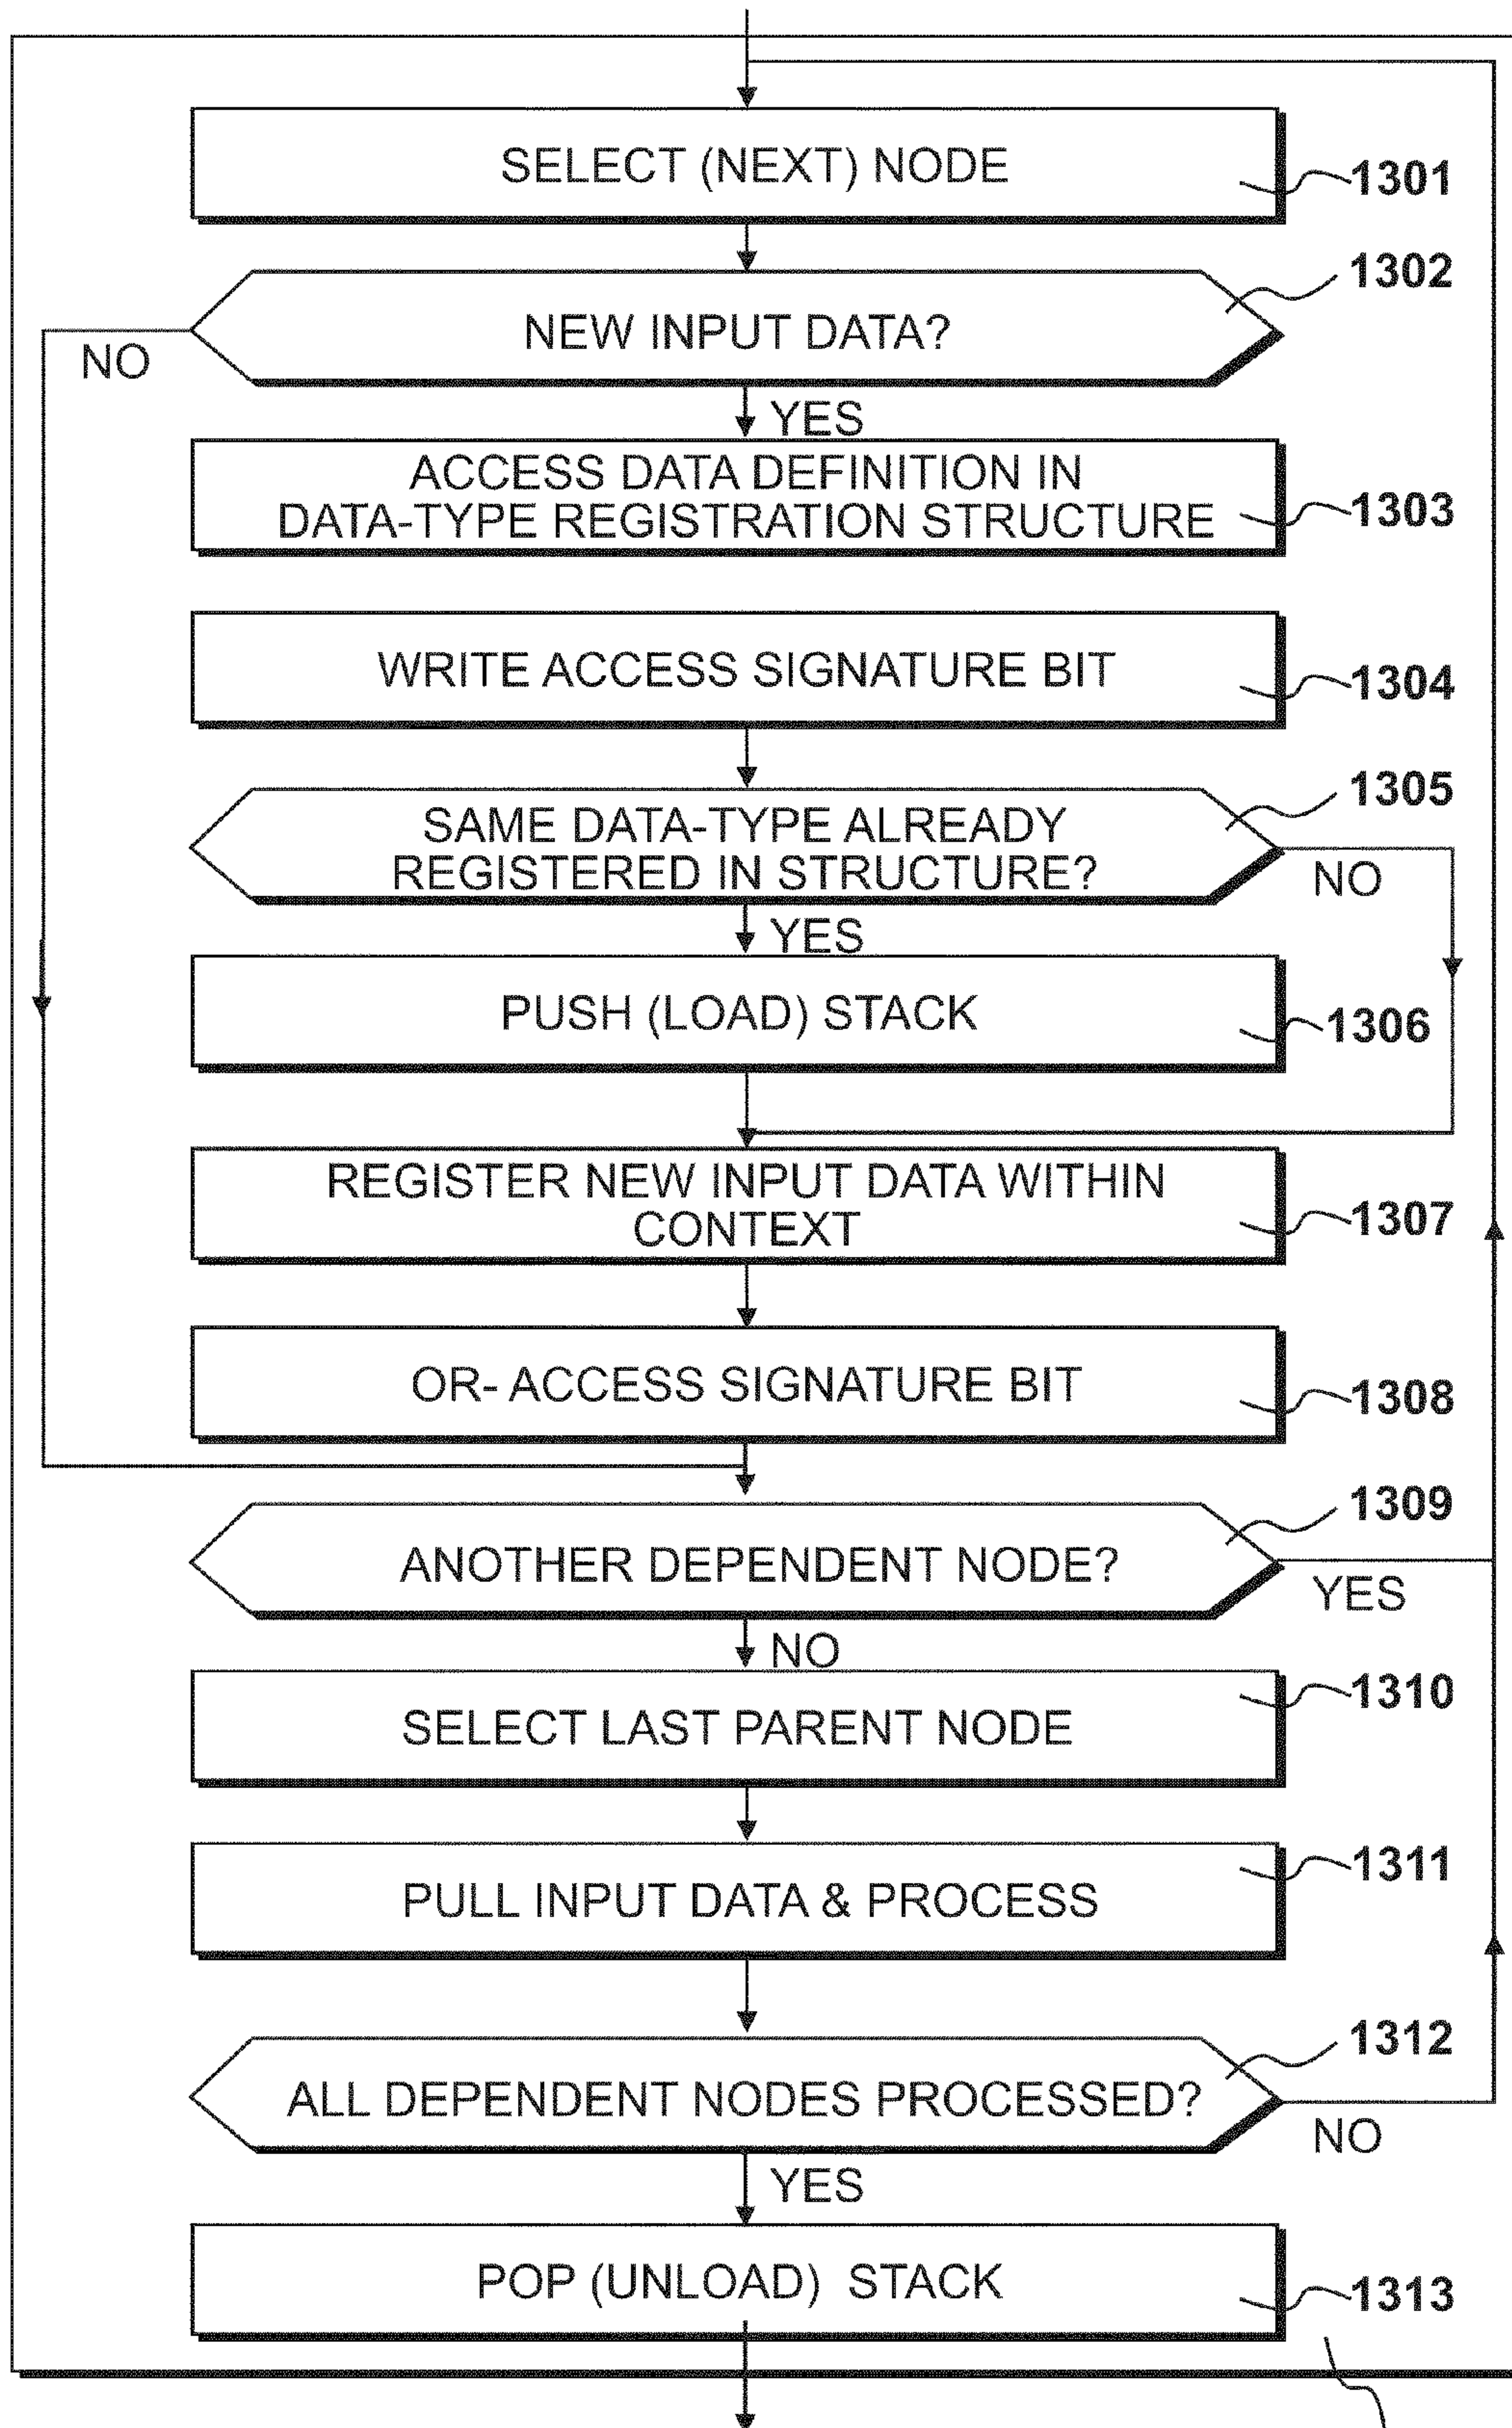 SELECT (NEXT) NODE
1301
1302
NEW INPUT DATA?
NO
YES
ACCESS DATA DEFINITION IN
DATA-TYPE REGISTRATION STRUCTURE
1303
WRITE ACCESS SIGNATURE BIT
1304
1305
SAME DATA-TYPE ALREADY
REGISTERED IN STRUCTURE?
NO
YES
PUSH (LOAD) STACK
1306
REGISTER NEW INPUT DATA WITHIN
CONTEXT
1307
OR- ACCESS SIGNATURE BIT
1308
1309
ANOTHER DEPENDENT NODE?
YES
NO
1310
SELECT LAST PARENT NODE
1311
PULL INPUT DATA & PROCESS
1312
ALL DEPENDENT NODES PROCESSED?
NO
YES
POP (UNLOAD) STACK
1313